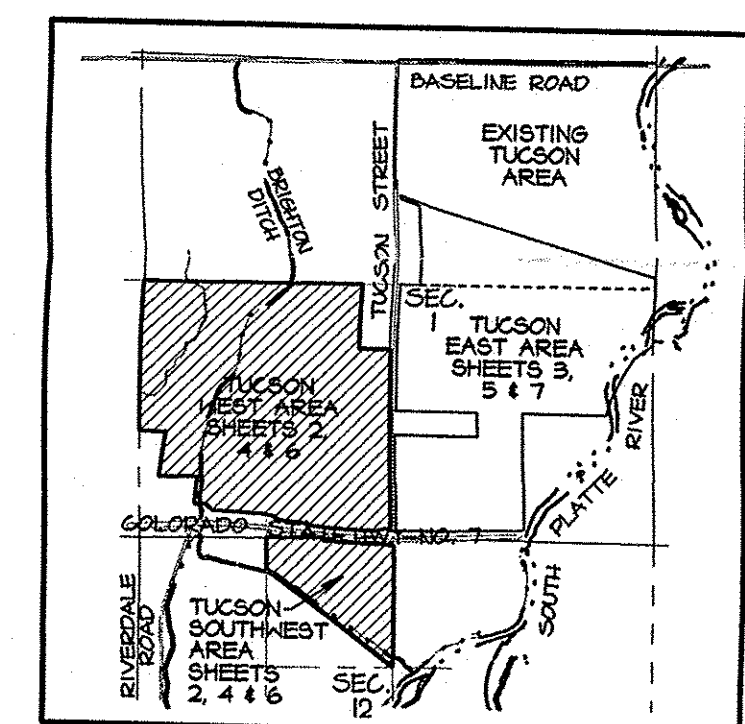 BASELINE ROAD
EXISTING
TUCSON
AREA
BRIGHTON
DITCH
TUCSON STREET
SEC.
1
TUCSON
EAST AREA
SHEETS 3,
5 & 7
TUCSON
WEST AREA
SHEETS 2,
4 & 6
COLORADO STATE HWY NO. 7
SOUTH PLATTE RIVER
RIVERDALE
ROAD
TUCSON
SOUTHWEST
AREA
SHEETS
2, 4 & 6
SEC.
12